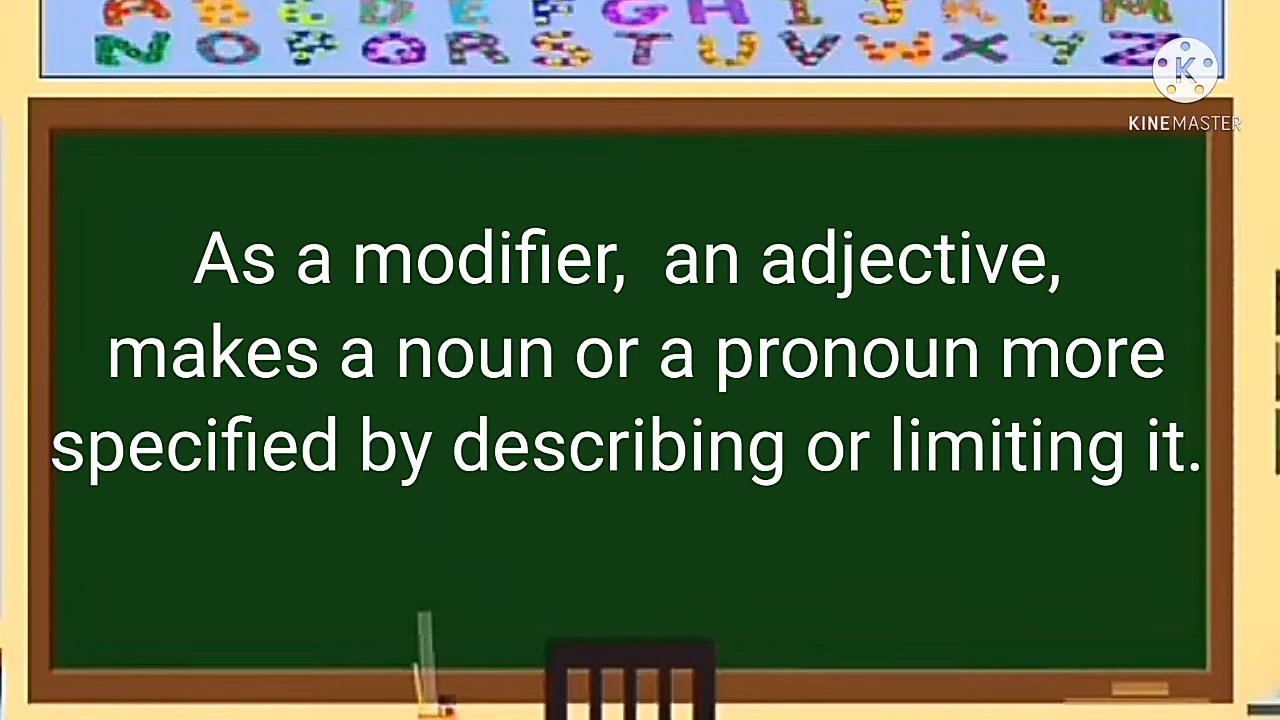 A B C D E F G H I J K L M
N O P Q R S T U V W X Y Z
K
KINEMASTER
As a modifier,  an adjective,
makes a noun or a pronoun more
specified by describing or limiting it.